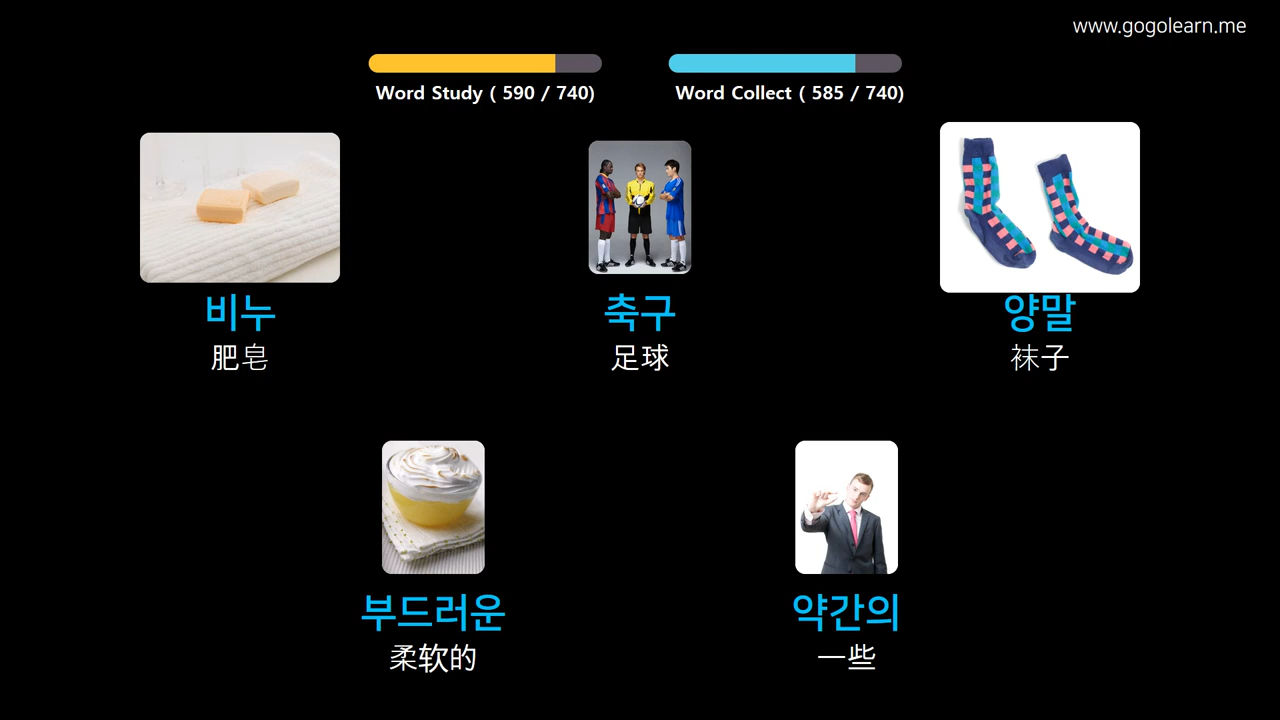 www.gogolearn.me
Word Study ( 590 / 740)
Word Collect ( 585 / 740)
비누
肥皂
축구
足球
양말
袜子
부드러운
柔软的
약간의
一些